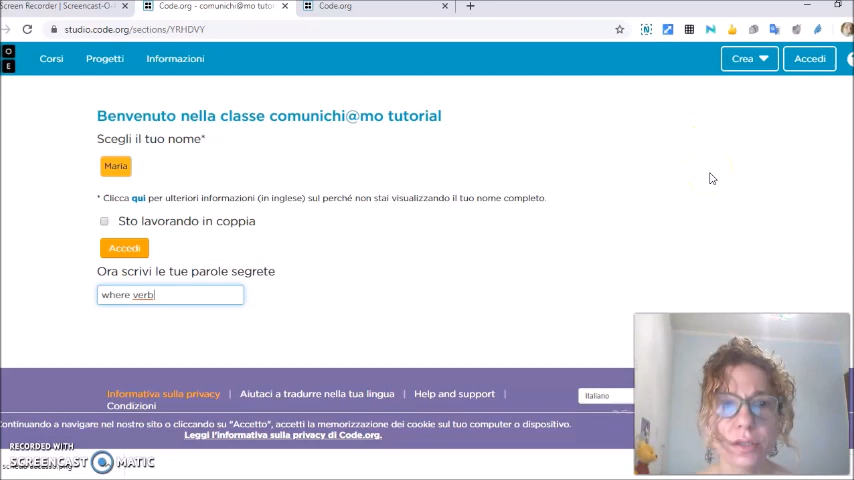 Screen Recorder | Screencast-O-
Code.org - comunichi@mo tutor
Code.org
studio.code.org/sections/YRHDVY
Corsi
Progetti
Informazioni
Crea
Accedi
Benvenuto nella classe comunichi@mo tutorial
Scegli il tuo nome*
Maria
* Clicca qui per ulteriori informazioni (in inglese) sul perché non stai visualizzando il tuo nome completo.
Sto lavorando in coppia
Accedi
Ora scrivi le tue parole segrete
where verb
Informativa sulla privacy | Aiutaci a tradurre nella tua lingua | Help and support |
Italiano
Condizioni
Continuando a navigare nel nostro sito o cliccando su "Accetto", accetti la memorizzazione dei cookie sul tuo computer o dispositivo.
Leggi l'Informativa sulla privacy di Code.org.
RECORDED WITH
SCREENCAST MATIC